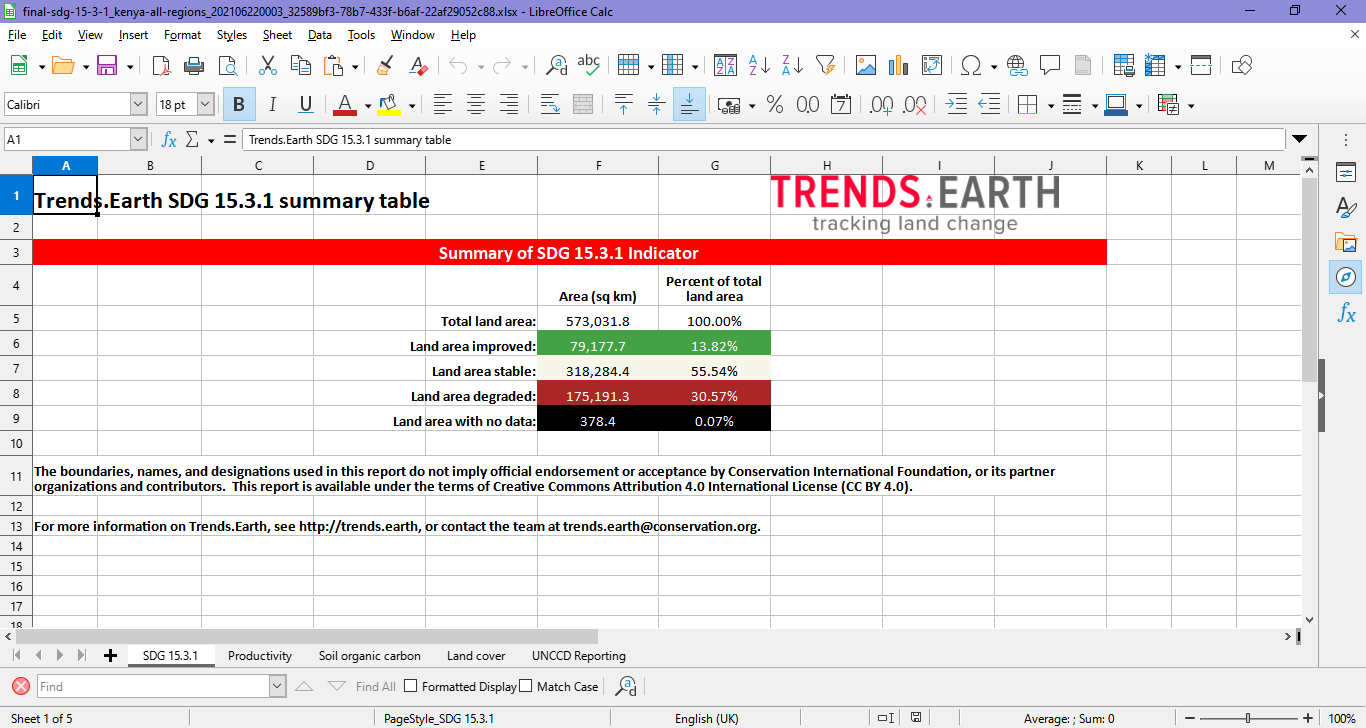 final-sdg-15-3-1_kenya-all-regions_202106220003_32589bf3-78b7-433f-b6af-22af29052c88.xlsx - LibreOffice Calc
File Edit View Insert Format Styles Sheet Data Tools Window Help
Calibri 18 pt B I U A
A1 fx Σ = Trends.Earth SDG 15.3.1 summary table
A B C D E F G H I J K L M
1 Trends.Earth SDG 15.3.1 summary table TRENDS.EARTH
tracking land change
2
3 Summary of SDG 15.3.1 Indicator
4 Area (sq km) Percent of total
land area
5 Total land area: 573,031.8 100.00%
6 Land area improved: 79,177.7 13.82%
7 Land area stable: 318,284.4 55.54%
8 Land area degraded: 175,191.3 30.57%
9 Land area with no data: 378.4 0.07%
10
11 The boundaries, names, and designations used in this report do not imply official endorsement or acceptance by Conservation International Foundation, or its partner
organizations and contributors.  This report is available under the terms of Creative Commons Attribution 4.0 International License (CC BY 4.0).
12
13 For more information on Trends.Earth, see http://trends.earth, or contact the team at trends.earth@conservation.org.
14
15
16
17
18
SDG 15.3.1 Productivity Soil organic carbon Land cover UNCCD Reporting
Find Find All Formatted Display Match Case
Sheet 1 of 5 PageStyle_SDG 15.3.1 English (UK) Average: ; Sum: 0 100%